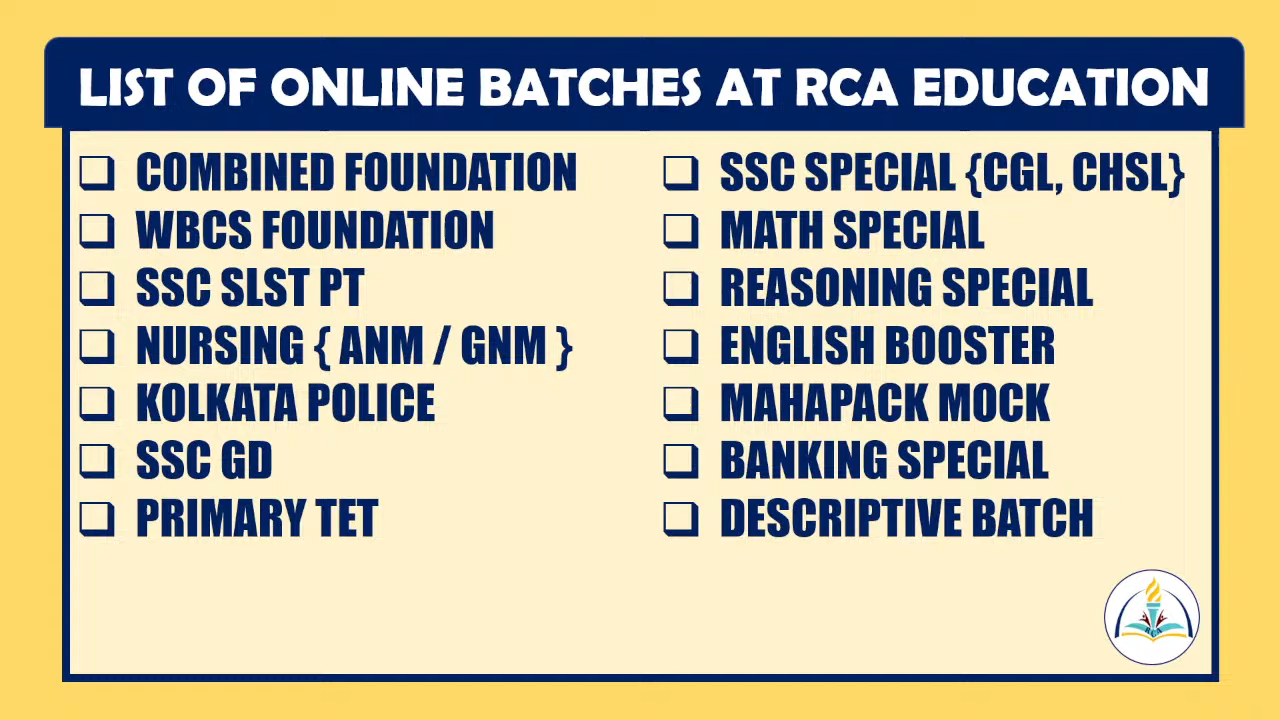 LIST OF ONLINE BATCHES AT RCA EDUCATION
COMBINED FOUNDATION
WBCS FOUNDATION
SSC SLST PT
NURSING { ANM / GNM }
KOLKATA POLICE
SSC GD
PRIMARY TET
SSC SPECIAL {CGL, CHSL}
MATH SPECIAL
REASONING SPECIAL
ENGLISH BOOSTER
MAHAPACK MOCK
BANKING SPECIAL
DESCRIPTIVE BATCH
RCA